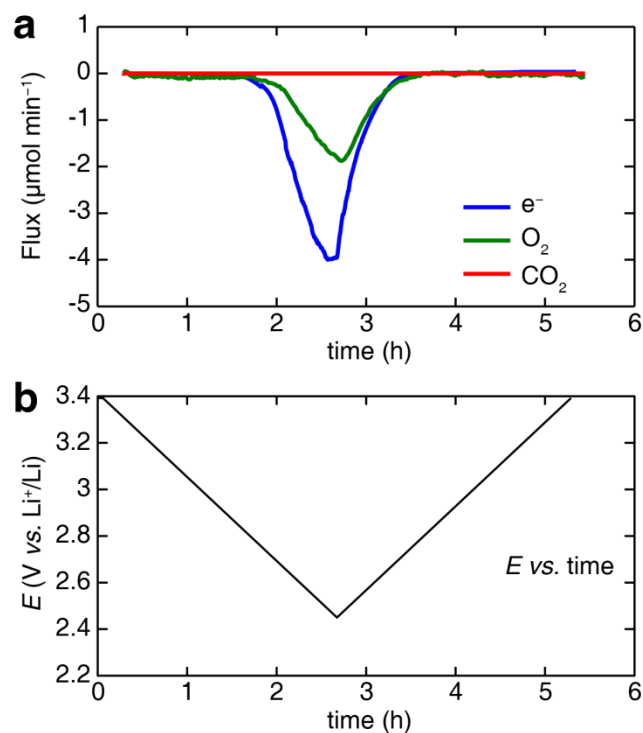 a
Flux (µmol min⁻¹)
1
0
-1
-2
-3
-4
-5
e⁻
O₂
CO₂
0 1 2 3 4 5 6
time (h)
b
E (V vs. Li⁺/Li)
3.4
3.2
3
2.8
2.6
2.4
2.2
E vs. time
0 1 2 3 4 5 6
time (h)